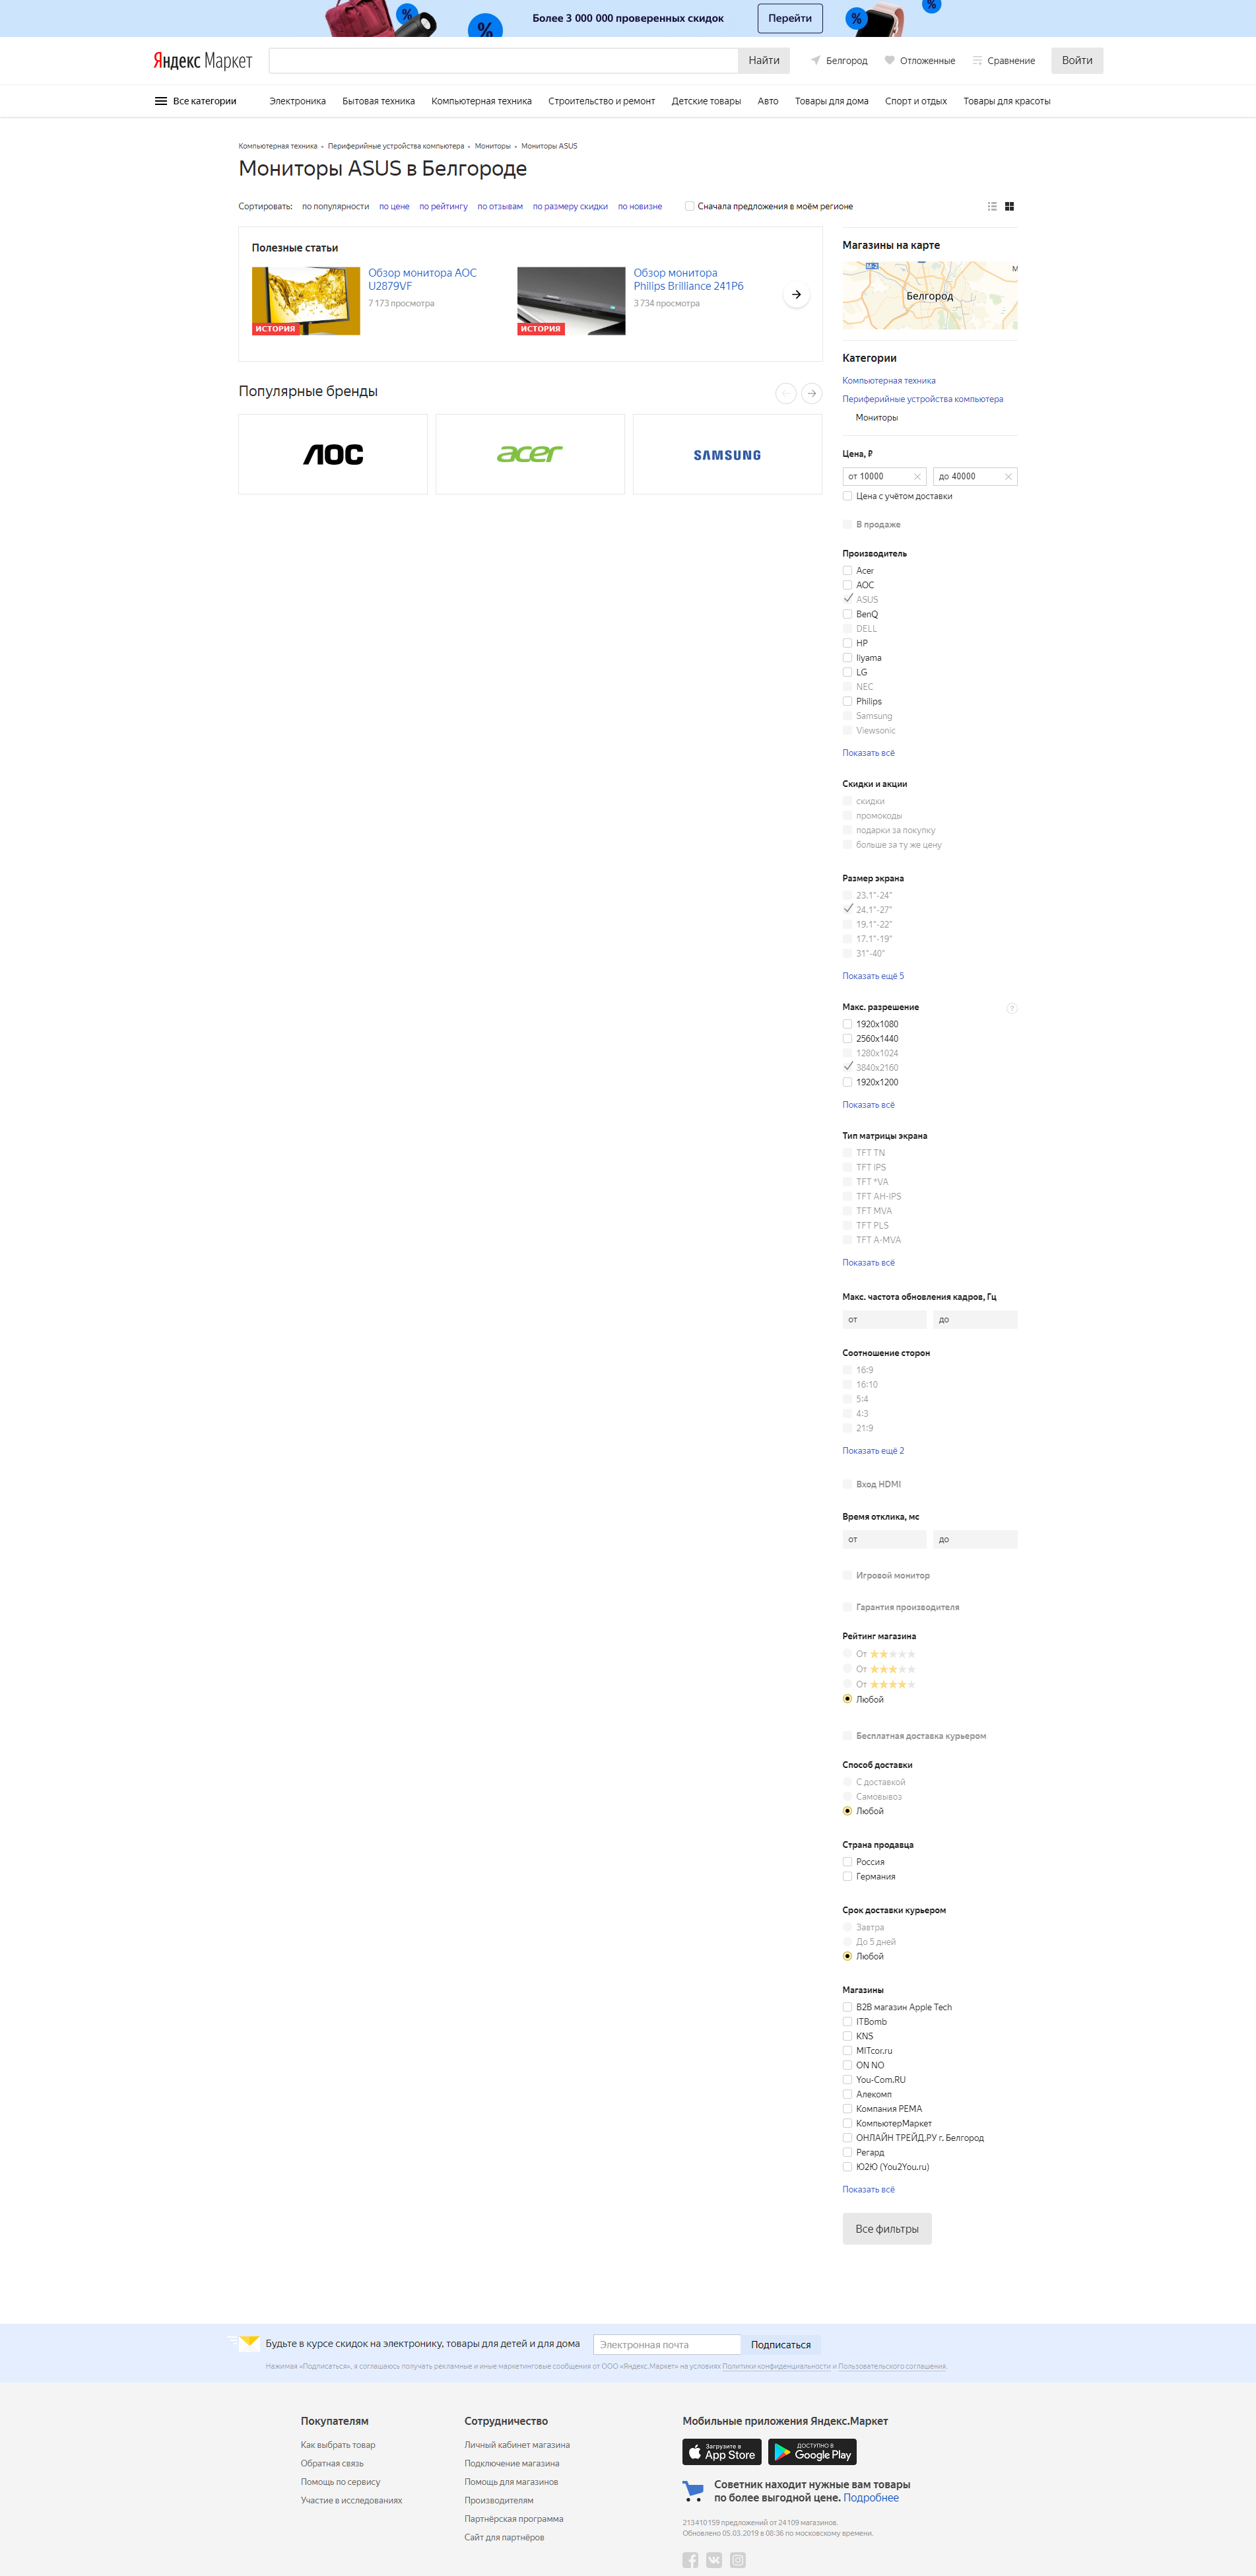 Более 3 000 000 проверенных скидок
Перейти
Яндекс Маркет
Найти
Белгород
Отложенные
Сравнение
Войти
Все категории
Электроника
Бытовая техника
Компьютерная техника
Строительство и ремонт
Детские товары
Авто
Товары для дома
Спорт и отдых
Товары для красоты
Компьютерная техника
Периферийные устройства компьютера
Мониторы
Мониторы ASUS
Мониторы ASUS в Белгороде
Сортировать: по популярности по цене по рейтингу по отзывам по размеру скидки по новизне
Сначала предложения в моём регионе
Полезные статьи
ИСТОРИЯ
Обзор монитора AOC
U2879VF
7 173 просмотра
ИСТОРИЯ
Обзор монитора
Philips Brilliance 241P6
3 734 просмотра
Популярные бренды
AOC
acer
SAMSUNG
Магазины на карте
М-2
Белгород
Категории
Компьютерная техника
Периферийные устройства компьютера
Мониторы
Цена, ₽
от 10000
до 40000
Цена с учётом доставки
В продаже
Производитель
Acer
AOC
ASUS
BenQ
DELL
HP
Iiyama
LG
NEC
Philips
Samsung
Viewsonic
Показать всё
Скидки и акции
скидки
промокоды
подарки за покупку
больше за ту же цену
Размер экрана
23.1"-24"
24.1"-27"
19.1"-22"
17.1"-19"
31"-40"
Показать ещё 5
Макс. разрешение
?
1920x1080
2560x1440
1280x1024
3840x2160
1920x1200
Показать всё
Тип матрицы экрана
TFT TN
TFT IPS
TFT *VA
TFT AH-IPS
TFT MVA
TFT PLS
TFT A-MVA
Показать всё
Макс. частота обновления кадров, Гц
от
до
Соотношение сторон
16:9
16:10
5:4
4:3
21:9
Показать ещё 2
Вход HDMI
Время отклика, мс
от
до
Игровой монитор
Гарантия производителя
Рейтинг магазина
От
От
От
Любой
Бесплатная доставка курьером
Способ доставки
С доставкой
Самовывоз
Любой
Страна продавца
Россия
Германия
Срок доставки курьером
Завтра
До 5 дней
Любой
Магазины
B2B магазин Apple Tech
ITBomb
KNS
MITcor.ru
ON NO
You-Com.RU
Алекомп
Компания РЕМА
КомпьютерМаркет
ОНЛАЙН ТРЕЙД.РУ г. Белгород
Регард
Ю2Ю (You2You.ru)
Показать всё
Все фильтры
Будьте в курсе скидок на электронику, товары для детей и для дома
Электронная почта
Подписаться
Нажимая «Подписаться», я соглашаюсь получать рекламные и иные маркетинговые сообщения от ООО «Яндекс.Маркет» на условиях Политики конфиденциальности и Пользовательского соглашения.
Покупателям
Как выбрать товар
Обратная связь
Помощь по сервису
Участие в исследованиях
Сотрудничество
Личный кабинет магазина
Подключение магазина
Помощь для магазинов
Производителям
Партнёрская программа
Сайт для партнёров
Мобильные приложения Яндекс.Маркет
Загрузите в
App Store
ДОСТУПНО В
Google Play
Советник находит нужные вам товары
по более выгодной цене. Подробнее
213410159 предложений от 24109 магазинов.
Обновлено 05.03.2019 в 08:36 по московскому времени.